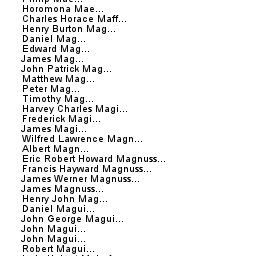 Horomona Mae...
Charles Horace Maff...
Henry Burton Mag...
Daniel Mag...
Edward Mag...
James Mag...
John Patrick Mag...
Matthew Mag...
Peter Mag...
Timothy Mag...
Harvey Charles Magi...
Frederick Magi...
James Magi...
Wilfred Lawrence Magn...
Albert Magn...
Eric Robert Howard Magnuss...
Francis Hayward Magnuss...
James Werner Magnuss...
James Magnuss...
Henry John Mag...
Daniel Magui...
John George Magui...
John Magui...
John Magui...
Robert Magui...